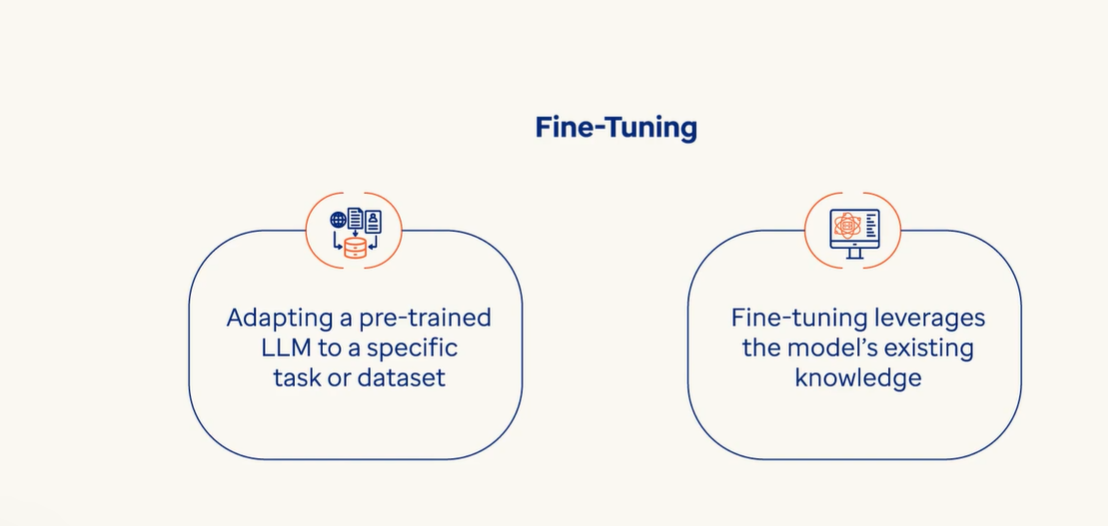 Fine-Tuning
Adapting a pre-trained
LLM to a specific
task or dataset
Fine-tuning leverages
the model’s existing
knowledge